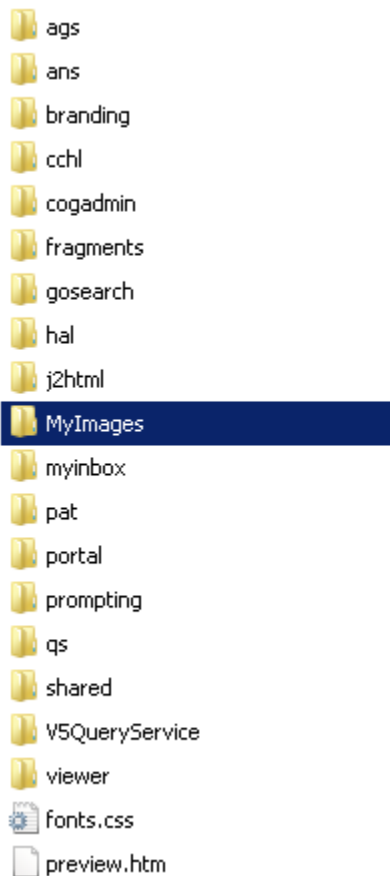 ags
ans
branding
cchl
cogadmin
fragments
gosearch
hal
j2html
MyImages
myinbox
pat
portal
prompting
qs
shared
V5QueryService
viewer
fonts.css
preview.htm